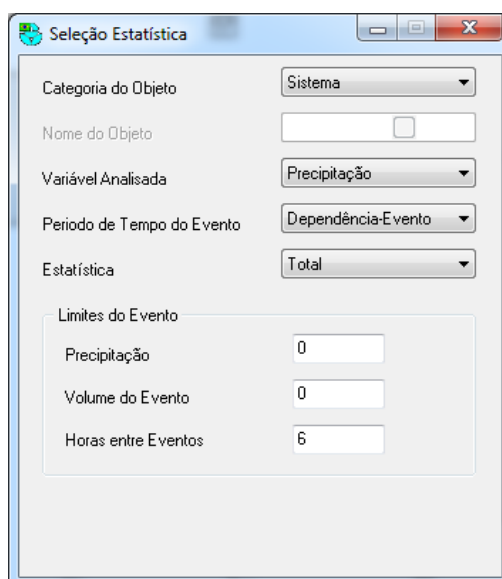 Seleção Estatística
Categoria do Objeto Sistema
Nome do Objeto
Variável Analisada Precipitação
Periodo de Tempo do Evento Dependência-Evento
Estatística Total
Limites do Evento
Precipitação 0
Volume do Evento 0
Horas entre Eventos 6